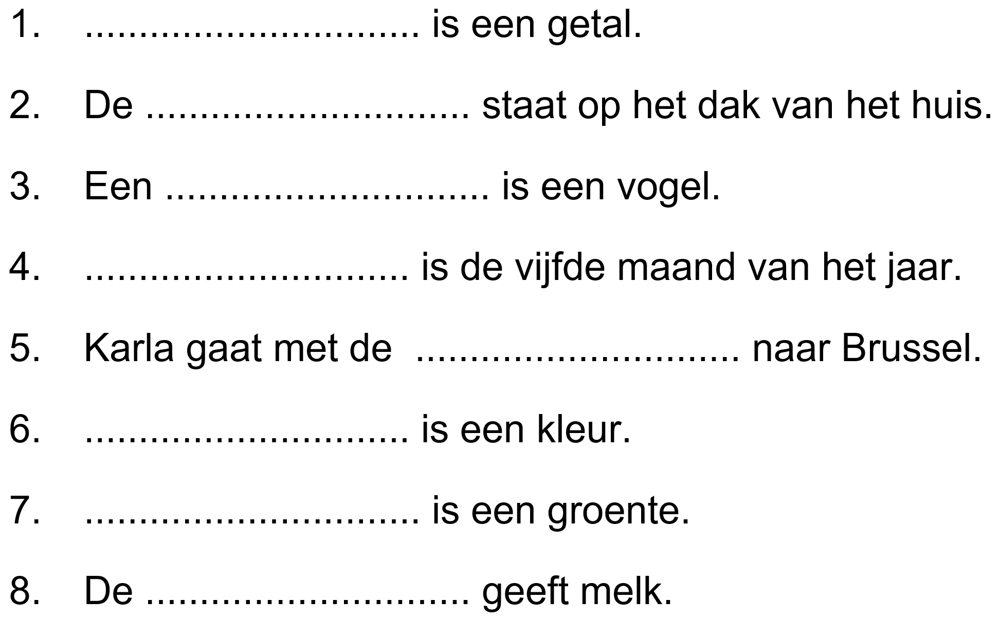 1. ............................... is een getal.
2. De .............................. staat op het dak van het huis.
3. Een .............................. is een vogel.
4. .............................. is de vijfde maand van het jaar.
5. Karla gaat met de .............................. naar Brussel.
6. .............................. is een kleur.
7. ............................... is een groente.
8. De .............................. geeft melk.